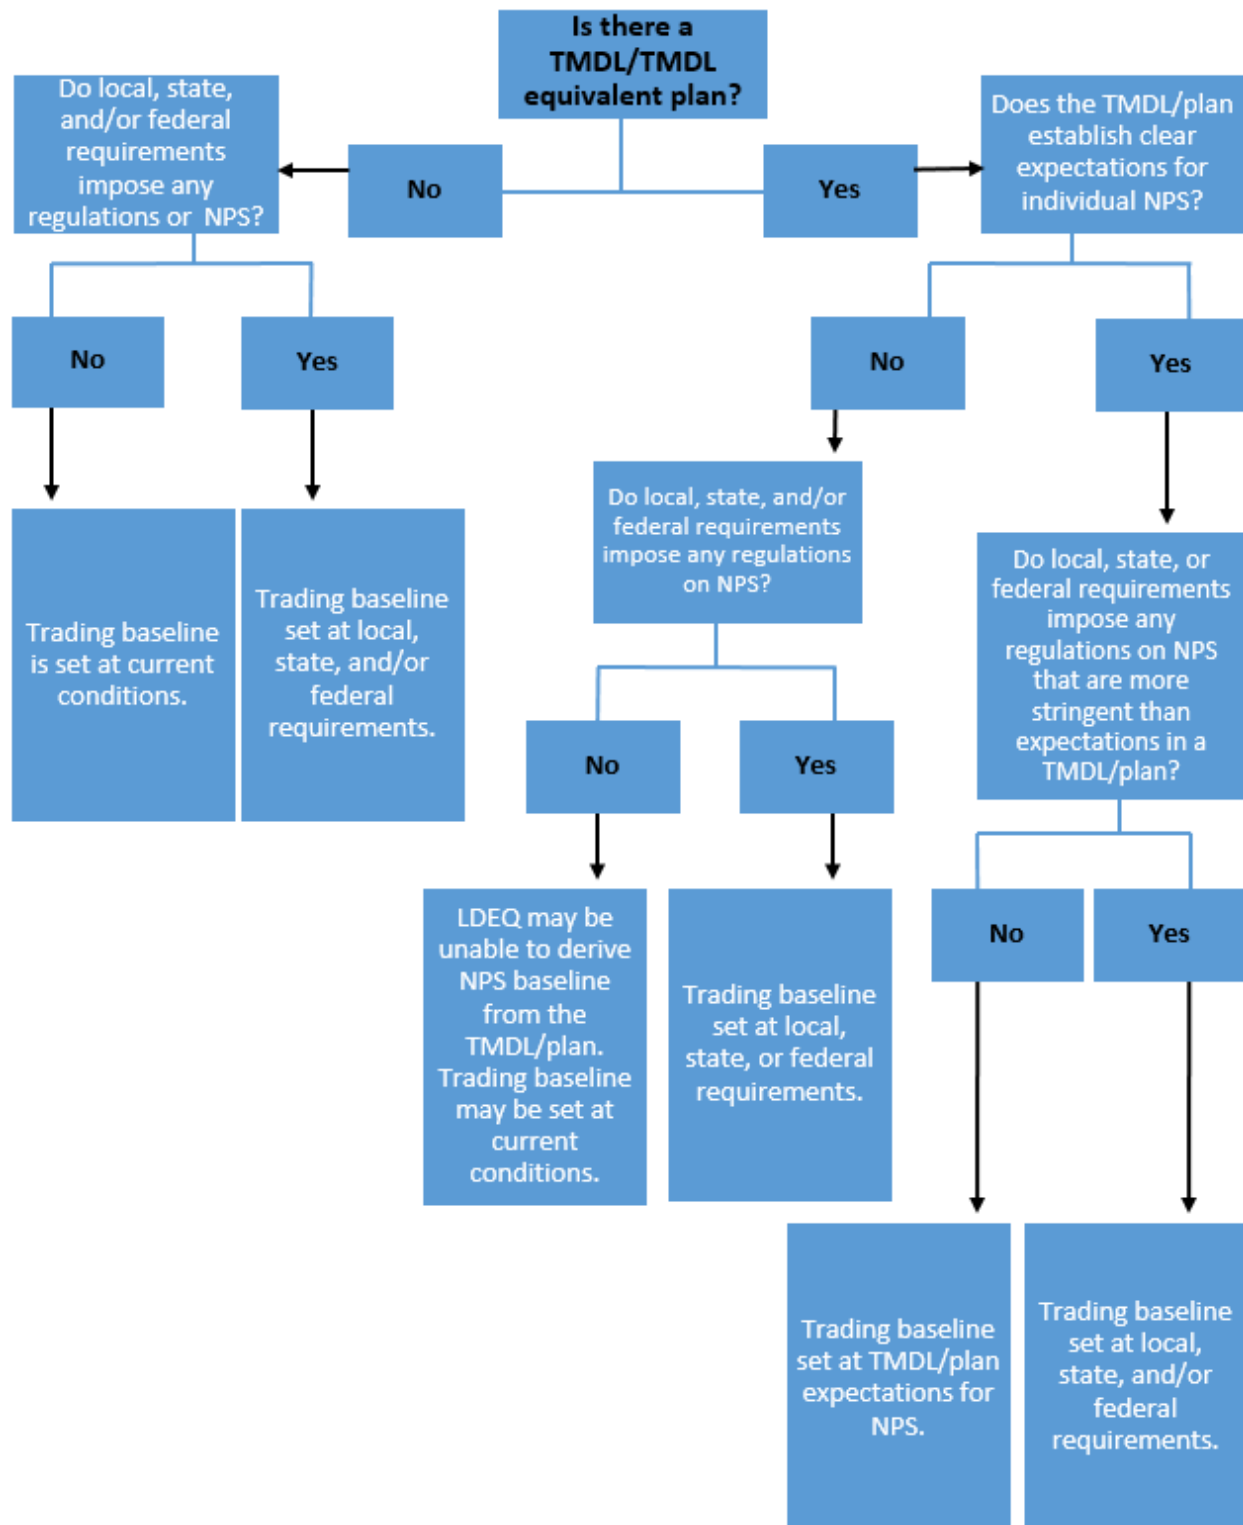 Is there a
TMDL/TMDL
equivalent plan?
Do local, state,
and/or federal
requirements
impose any
regulations or NPS?
No
Yes
Does the TMDL/plan
establish clear
expectations for
individual NPS?
No
Yes
No
Yes
Trading baseline
is set at current
conditions.
Trading baseline
set at local,
state, and/or
federal
requirements.
Do local, state, and/or
federal requirements
impose any regulations
on NPS?
Do local, state, or
federal requirements
impose any
regulations on NPS
that are more
stringent than
expectations in a
TMDL/plan?
No
Yes
No
Yes
LDEQ may be
unable to derive
NPS baseline
from the
TMDL/plan.
Trading baseline
may be set at
current
conditions.
Trading baseline
set at local,
state, or federal
requirements.
Trading baseline
set at TMDL/plan
expectations for
NPS.
Trading baseline
set at local,
state, and/or
federal
requirements.